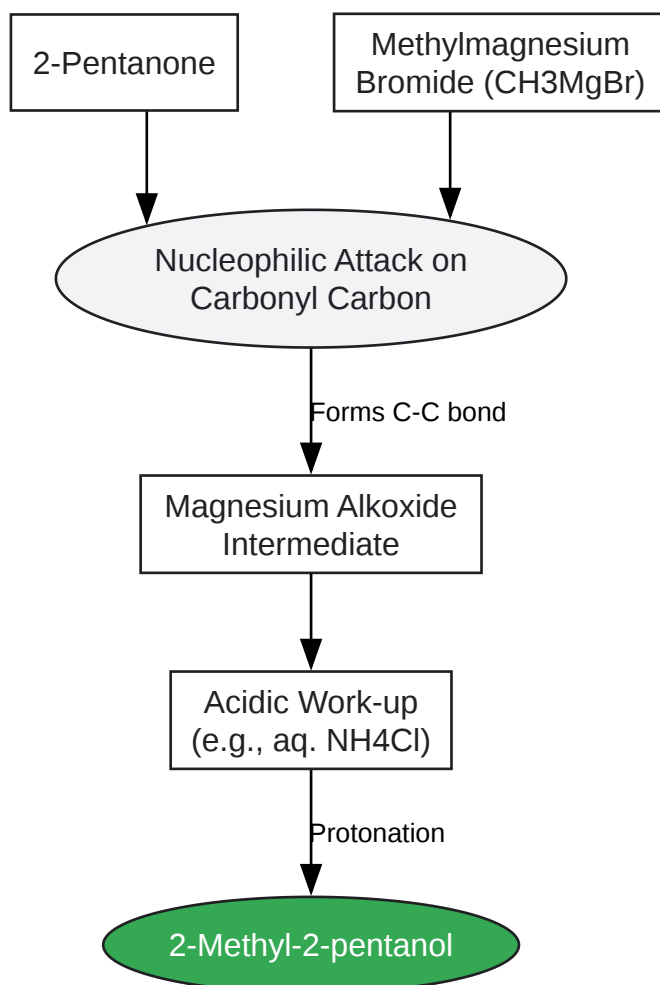 2-Pentanone
Methylmagnesium
Bromide (CH3MgBr)
Nucleophilic Attack on
Carbonyl Carbon
Forms C-C bond
Magnesium Alkoxide
Intermediate
Acidic Work-up
(e.g., aq. NH4Cl)
Protonation
2-Methyl-2-pentanol